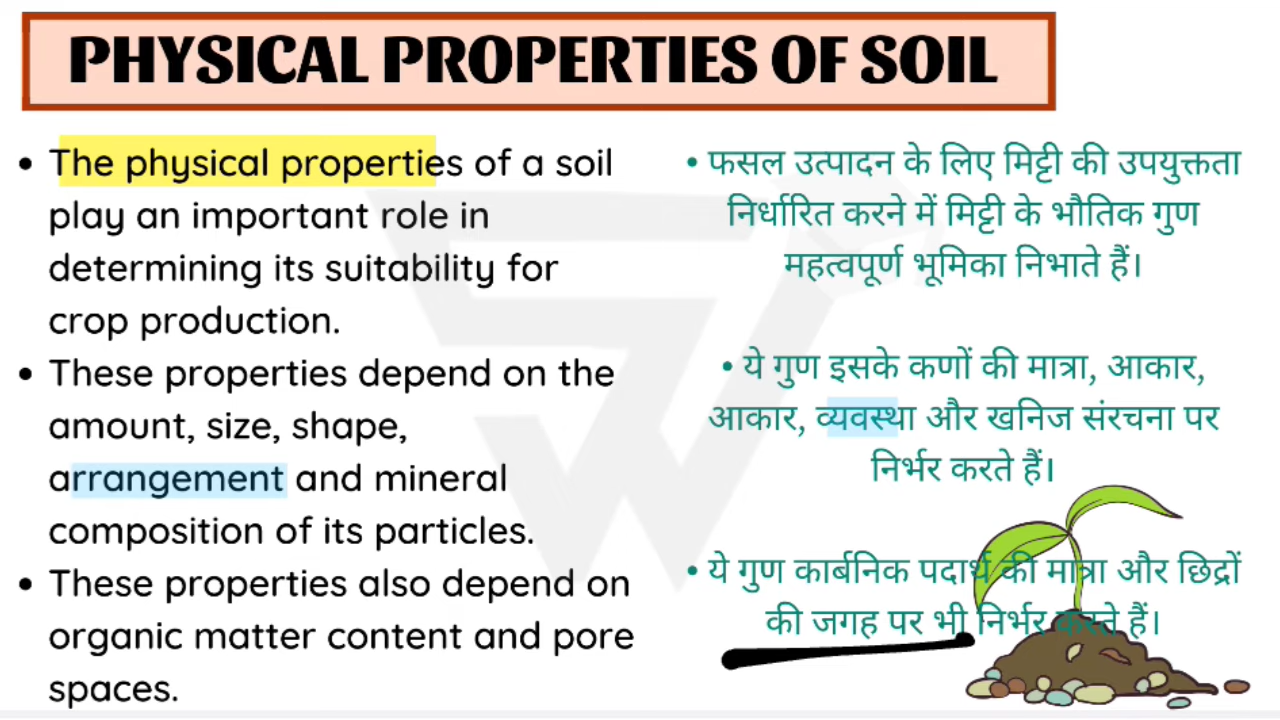 PHYSICAL PROPERTIES OF SOIL
• The physical properties of a soil
play an important role in
determining its suitability for
crop production.
• These properties depend on the
amount, size, shape,
arrangement and mineral
composition of its particles.
• These properties also depend on
organic matter content and pore
spaces.
• फसल उत्पादन के लिए मिट्टी की उपयुक्तता
निर्धारित करने में मिट्टी के भौतिक गुण
महत्वपूर्ण भूमिका निभाते हैं।
• ये गुण इसके कणों की मात्रा, आकार,
आकार, व्यवस्था और खनिज संरचना पर
निर्भर करते हैं।
• ये गुण कार्बनिक पदार्थ की मात्रा और छिद्रों
की जगह पर भी निर्भर करते हैं।